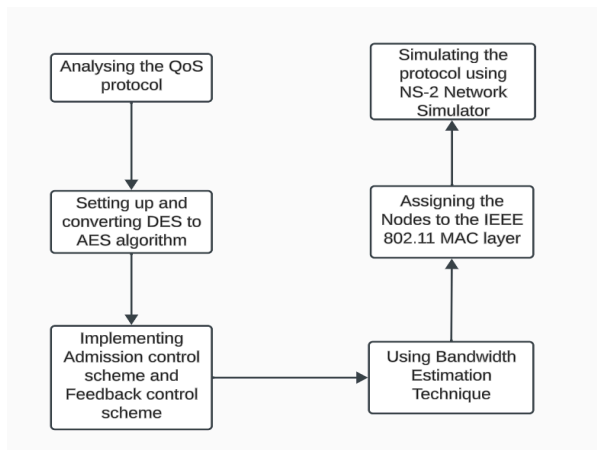 Analysing the QoS
protocol
Setting up and
converting DES to
AES algorithm
Implementing
Admission control
scheme and
Feedback control
scheme
Using Bandwidth
Estimation
Technique
Assigning the
Nodes to the IEEE
802.11 MAC layer
Simulating the
protocol using
NS-2 Network
Simulator